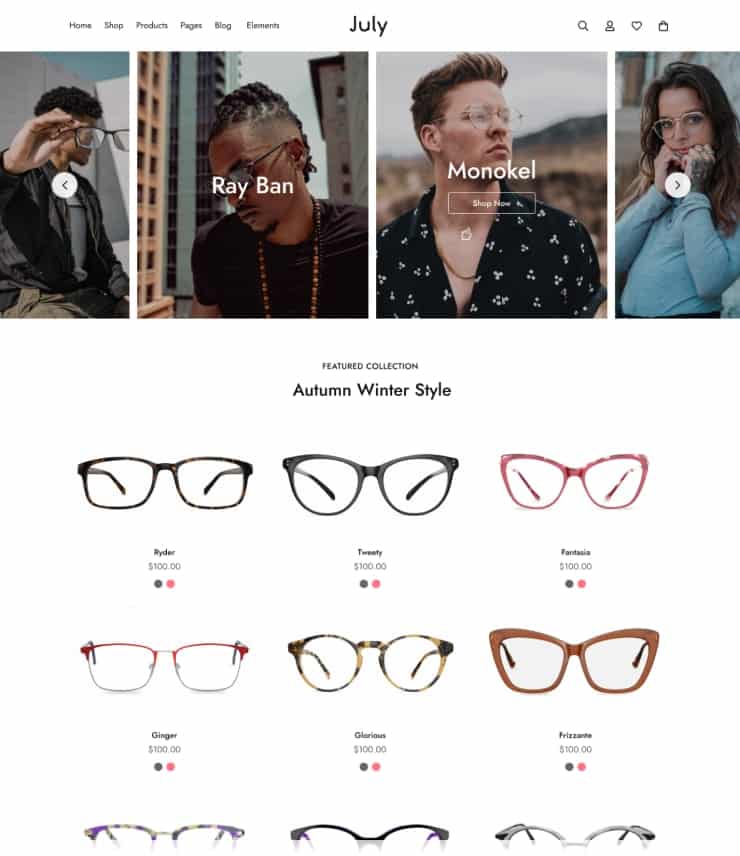 Home Shop Products Pages Blog Elements
July
Ray Ban
Monokel
Shop Now
FEATURED COLLECTION
Autumn Winter Style
Ryder Tweety Fantasia
$100.00 $100.00 $100.00
Ginger Glorious Frizzante
$100.00 $100.00 $100.00